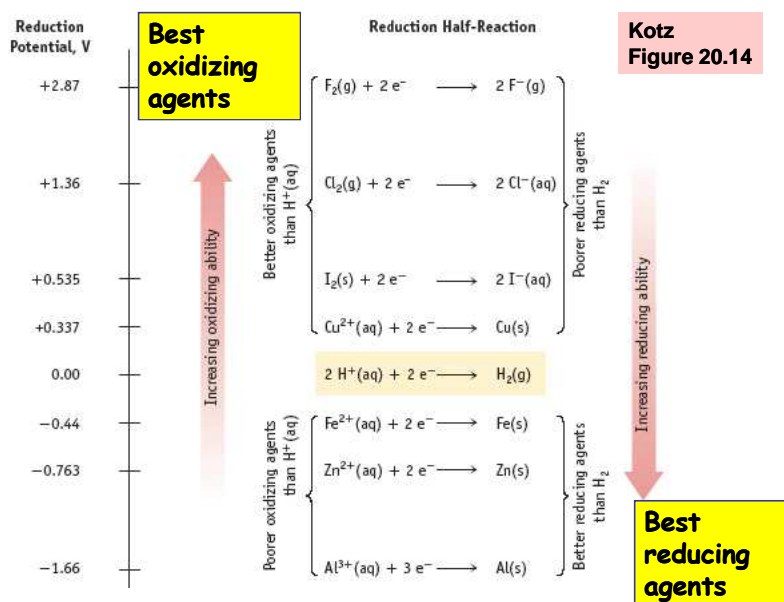 Reduction
Potential, V
Best
oxidizing
agents
Reduction Half-Reaction
Kotz
Figure 20.14
+2.87
F₂(g) + 2 e⁻ ⟶ 2 F⁻(g)
+1.36
Cl₂(g) + 2 e⁻ ⟶ 2 Cl⁻(aq)
+0.535
I₂(s) + 2 e⁻ ⟶ 2 I⁻(aq)
+0.337
Cu²⁺(aq) + 2 e⁻ ⟶ Cu(s)
0.00
2 H⁺(aq) + 2 e⁻ ⟶ H₂(g)
−0.44
Fe²⁺(aq) + 2 e⁻ ⟶ Fe(s)
−0.763
Zn²⁺(aq) + 2 e⁻ ⟶ Zn(s)
−1.66
Al³⁺(aq) + 3 e⁻ ⟶ Al(s)
Increasing oxidizing ability
Better oxidizing agents
than H⁺(aq)
Poorer oxidizing agents
than H⁺(aq)
Poorer reducing agents
than H₂
Better reducing agents
than H₂
Increasing reducing ability
Best
reducing
agents